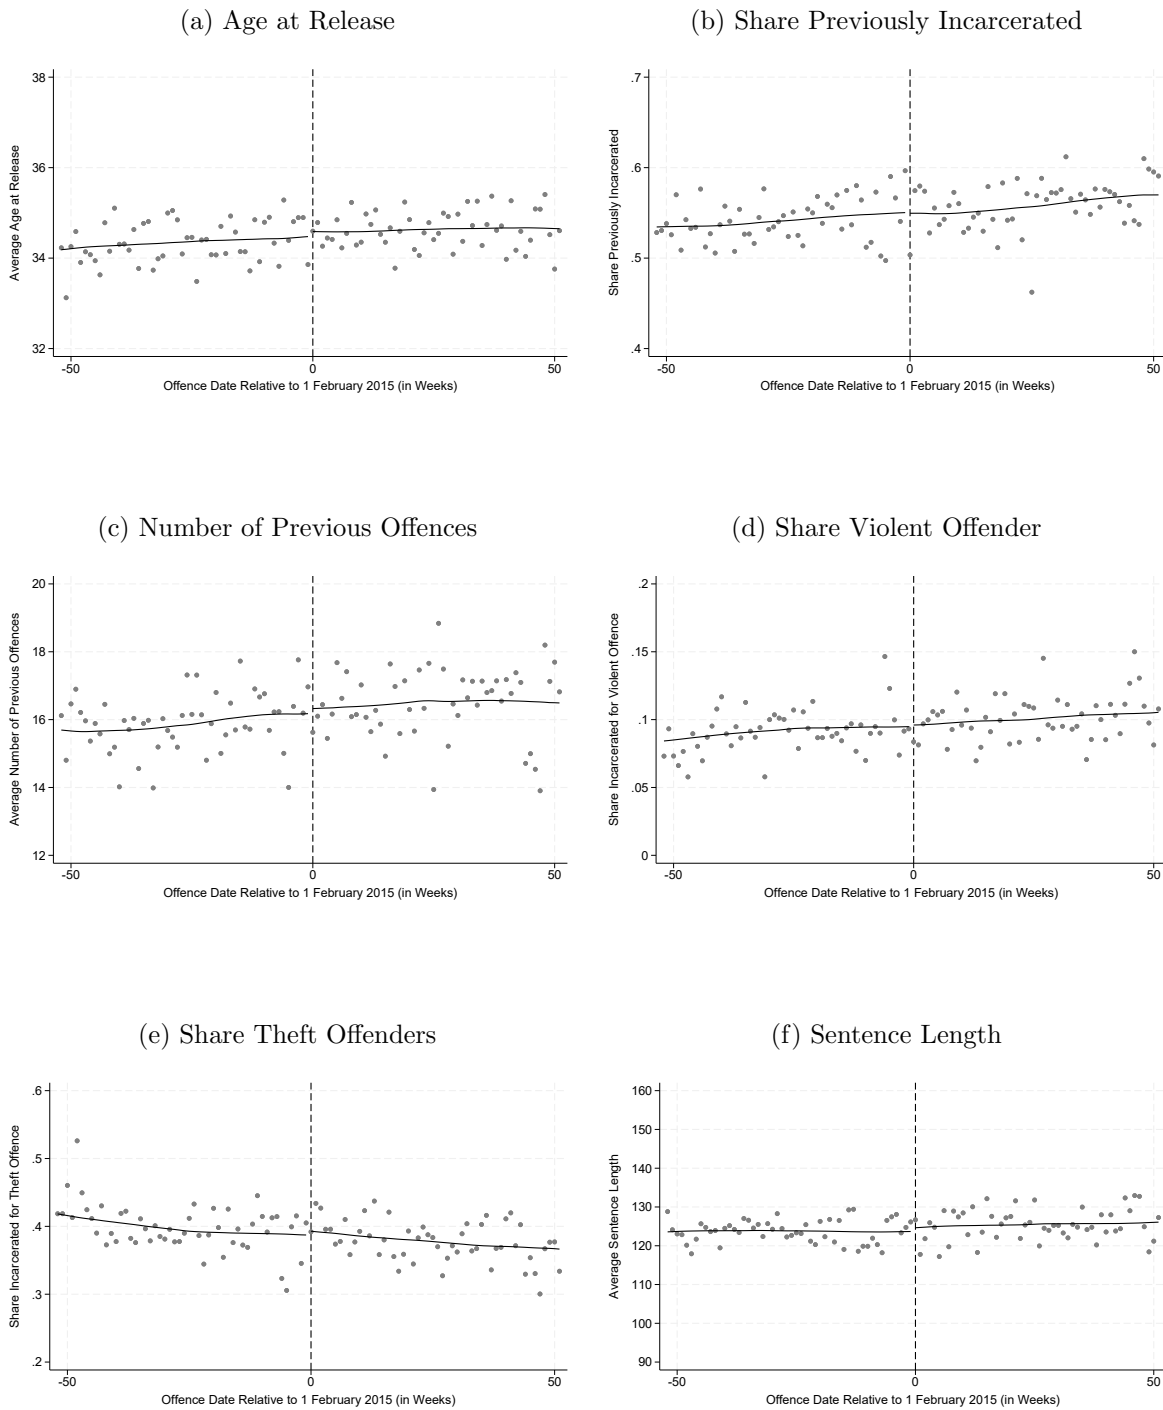 (a) Age at Release
38
36
34
32
Average Age at Release
-50
0
50
Offence Date Relative to 1 February 2015 (in Weeks)
(b) Share Previously Incarcerated
.7
.6
.5
.4
Share Previously Incarcerated
-50
0
50
Offence Date Relative to 1 February 2015 (in Weeks)
(c) Number of Previous Offences
20
18
16
14
12
Average Number of Previous Offences
-50
0
50
Offence Date Relative to 1 February 2015 (in Weeks)
(d) Share Violent Offender
.2
.15
.1
.05
0
Share Incarcerated for Violent Offence
-50
0
50
Offence Date Relative to 1 February 2015 (in Weeks)
(e) Share Theft Offenders
.6
.5
.4
.3
.2
Share Incarcerated for Theft Offence
-50
0
50
Offence Date Relative to 1 February 2015 (in Weeks)
(f) Sentence Length
160
150
140
130
120
110
100
90
Average Sentence Length
-50
0
50
Offence Date Relative to 1 February 2015 (in Weeks)